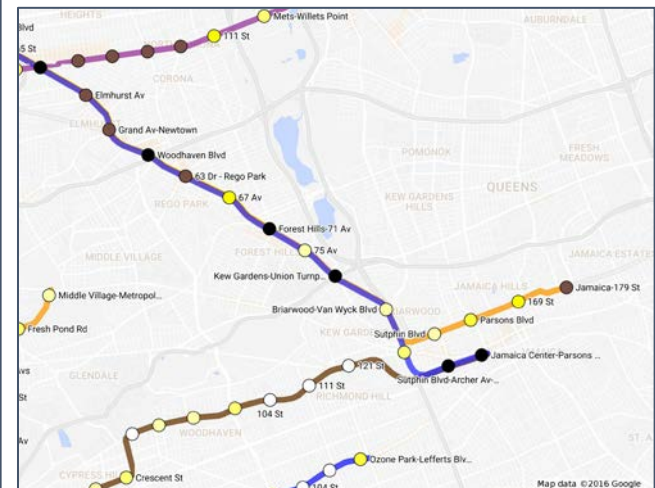 HEIGHTS
Mets-Willets Point
AUBURNDALE
Blvd
111 St
5 St
CORONA
Elmhurst Av
ELMHU
Grand Av-Newtown
Woodhaven Blvd
POMONOK
FRESH
MEADOWS
63 Dr - Rego Park
QUEENS
67 Av
KEW GARDENS
HILLS
REGO PARK
Forest Hills-71 Av
FOREST HILLS
75 Av
MIDDLE VILLAGE
JAMAICA ESTATES
Kew Gardens-Union Turnp...
JAMAICA HILLS
Jamaica-179 St
Middle Village-Metropol...
169 St
Briarwood-Van Wyck Blvd
BRIARWOOD
Parsons Blvd
Fresh Pond Rd
KEW GARDENS
Sutphin Blvd
Jamaica Center-Parsons ...
121 St
GLENDALE
Sutphin Blvd-Archer Av-...
111 St
RICHMOND HILL
St
104 St
WOODHAVEN
Av
ST. A
Ozone Park-Lefferts Blv...
CYPRESS HI
Crescent St
104 St
Map data ©2016 Google